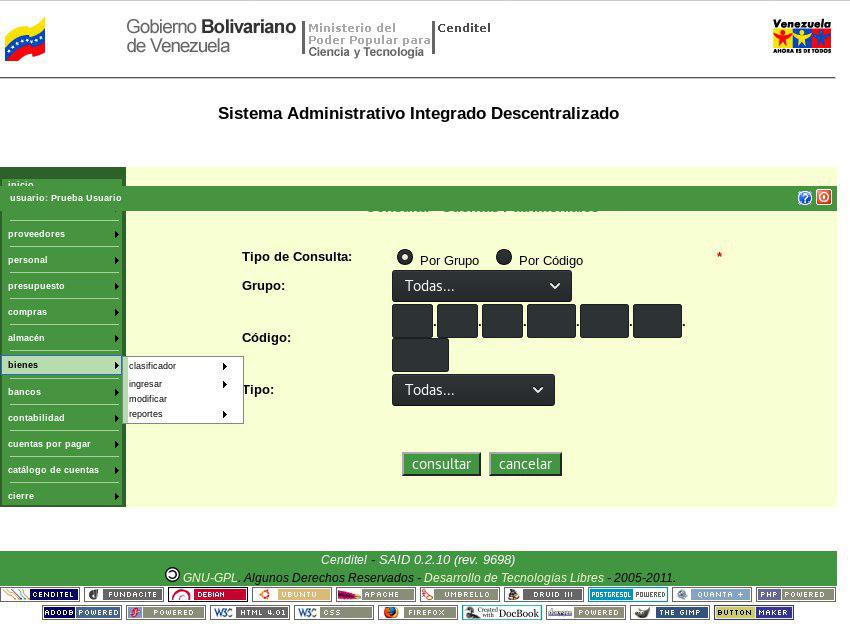 Gobierno Bolivariano
de Venezuela
Ministerio del
Poder Popular para
Ciencia y Tecnología
Cenditel
Venezuela
AHORA ES DE TODOS
Sistema Administrativo Integrado Descentralizado
inicio
usuario: Prueba Usuario
proveedores
personal
presupuesto
compras
almacén
bienes
bancos
contabilidad
cuentas por pagar
catálogo de cuentas
cierre
clasificador
ingresar
modificar
reportes
Tipo de Consulta: Por Grupo Por Código *
Grupo: Todas...
Código: . . . . . .
Tipo: Todas...
consultar cancelar
Cenditel - SAID 0.2.10 (rev. 9698)
GNU-GPL. Algunos Derechos Reservados - Desarrollo de Tecnologías Libres - 2005-2011.
CENDITEL FUNDACITE DEBIAN UBUNTU APACHE UMBRELLO DRUID III POSTGRESQL POWERED QUANTA + PHP POWERED
ADODB POWERED POWERED W3C HTML 4.01 W3C CSS FIREFOX Created with DocBook POWERED THE GIMP BUTTON MAKER